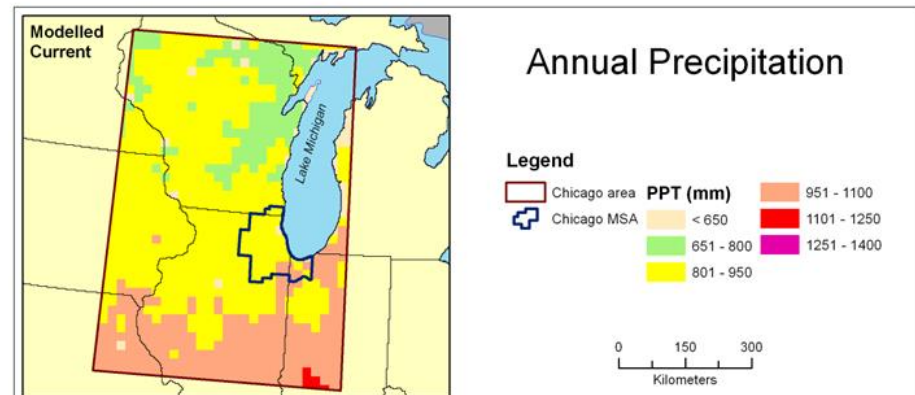 Modelled
Current
Lake Michigan
Annual Precipitation
Legend
Chicago area
Chicago MSA
PPT (mm)
< 650
651 - 800
801 - 950
951 - 1100
1101 - 1250
1251 - 1400
0 150 300
Kilometers